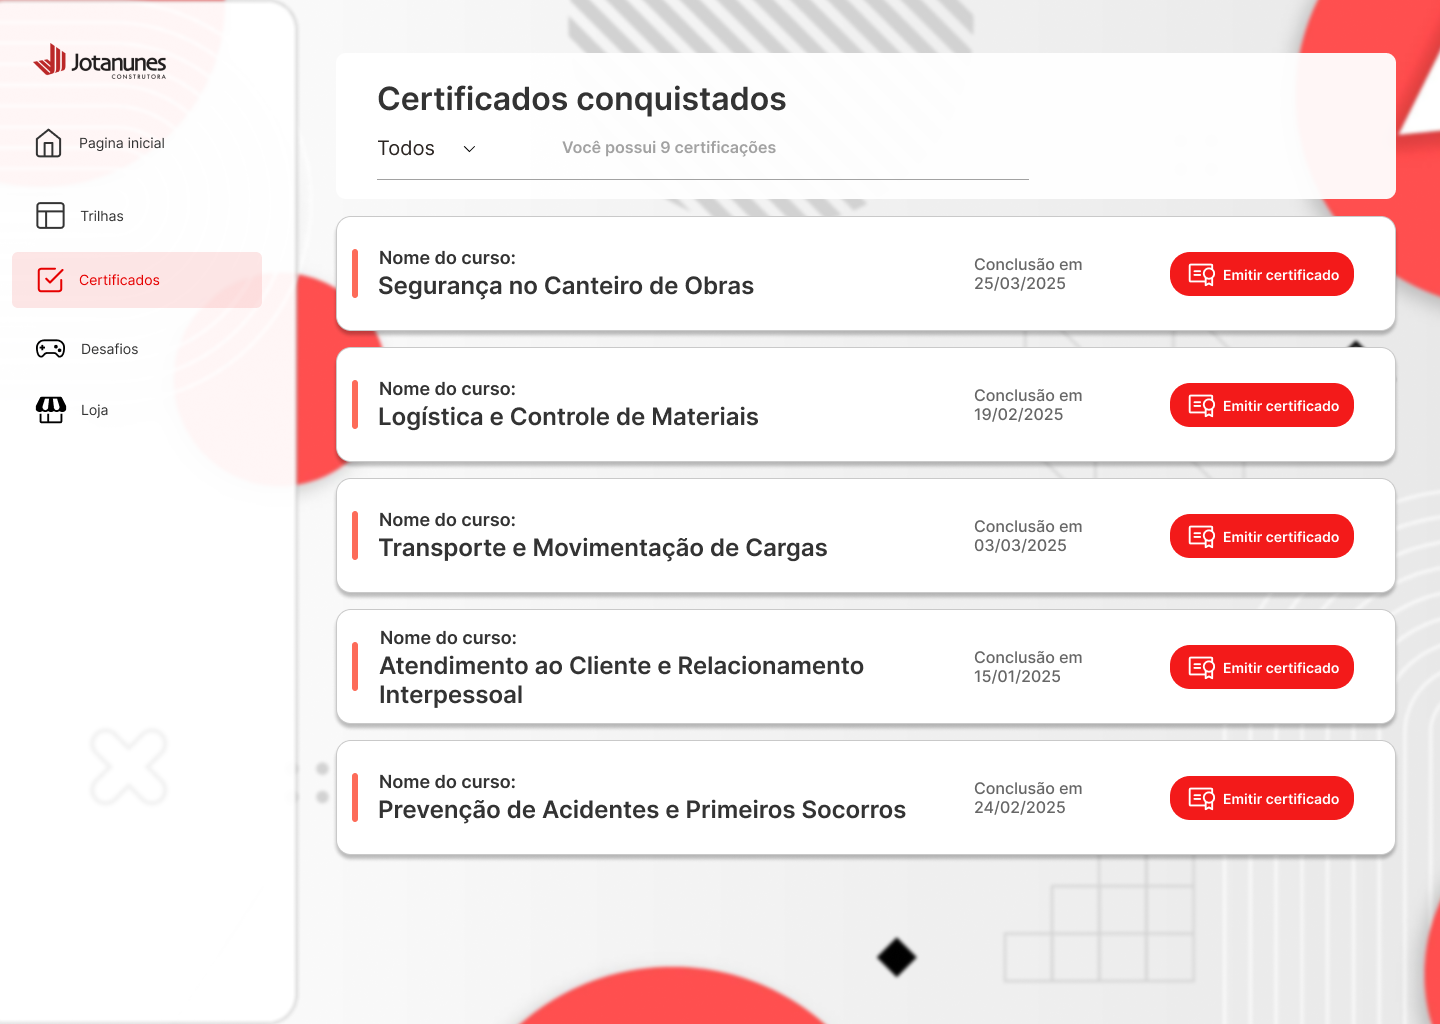 Jotanunes
CONSTRUTORA
Pagina inicial
Trilhas
Certificados
Desafios
Loja
Certificados conquistados
Todos
Você possui 9 certificações
Nome do curso:
Segurança no Canteiro de Obras
Conclusão em
25/03/2025
Emitir certificado
Nome do curso:
Logística e Controle de Materiais
Conclusão em
19/02/2025
Emitir certificado
Nome do curso:
Transporte e Movimentação de Cargas
Conclusão em
03/03/2025
Emitir certificado
Nome do curso:
Atendimento ao Cliente e Relacionamento
Interpessoal
Conclusão em
15/01/2025
Emitir certificado
Nome do curso:
Prevenção de Acidentes e Primeiros Socorros
Conclusão em
24/02/2025
Emitir certificado